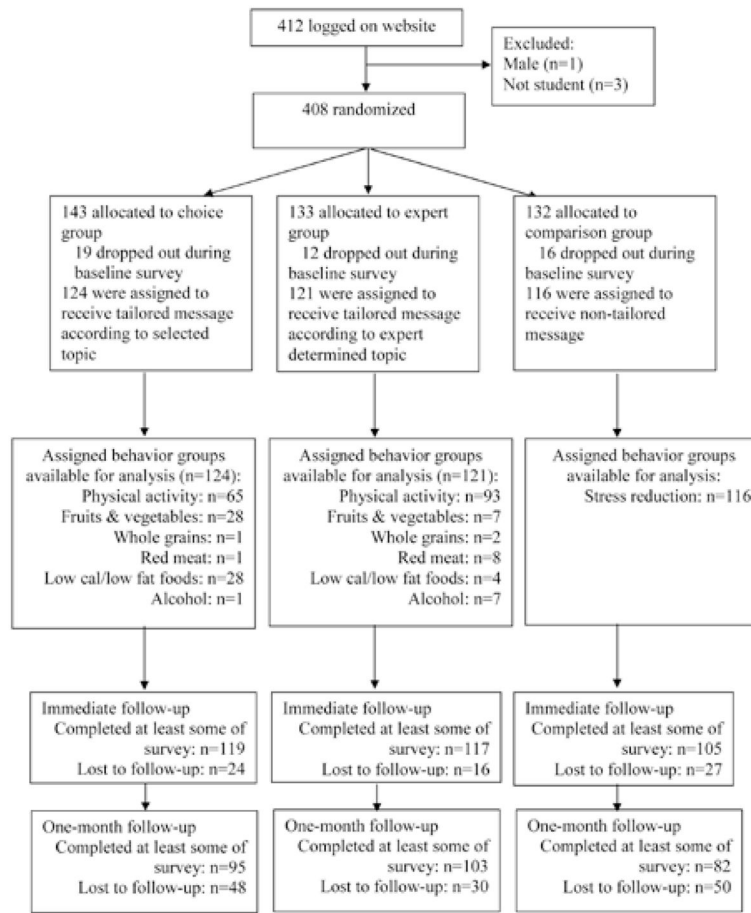 412 logged on website
Excluded:
Male (n=1)
Not student (n=3)
408 randomized
143 allocated to choice
group
19 dropped out during
baseline survey
124 were assigned to
receive tailored message
according to selected
topic
133 allocated to expert
group
12 dropped out during
baseline survey
121 were assigned to
receive tailored message
according to expert
determined topic
132 allocated to
comparison group
16 dropped out during
baseline survey
116 were assigned to
receive non-tailored
message
Assigned behavior groups
available for analysis (n=124):
Physical activity: n=65
Fruits & vegetables: n=28
Whole grains: n=1
Red meat: n=1
Low cal/low fat foods: n=28
Alcohol: n=1
Assigned behavior groups
available for analysis (n=121):
Physical activity: n=93
Fruits & vegetables: n=7
Whole grains: n=2
Red meat: n=8
Low cal/low fat foods: n=4
Alcohol: n=7
Assigned behavior groups
available for analysis:
Stress reduction: n=116
Immediate follow-up
Completed at least some of
survey: n=119
Lost to follow-up: n=24
Immediate follow-up
Completed at least some of
survey: n=117
Lost to follow-up: n=16
Immediate follow-up
Completed at least some of
survey: n=105
Lost to follow-up: n=27
One-month follow-up
Completed at least some of
survey: n=95
Lost to follow-up: n=48
One-month follow-up
Completed at least some of
survey: n=103
Lost to follow-up: n=30
One-month follow-up
Completed at least some of
survey: n=82
Lost to follow-up: n=50